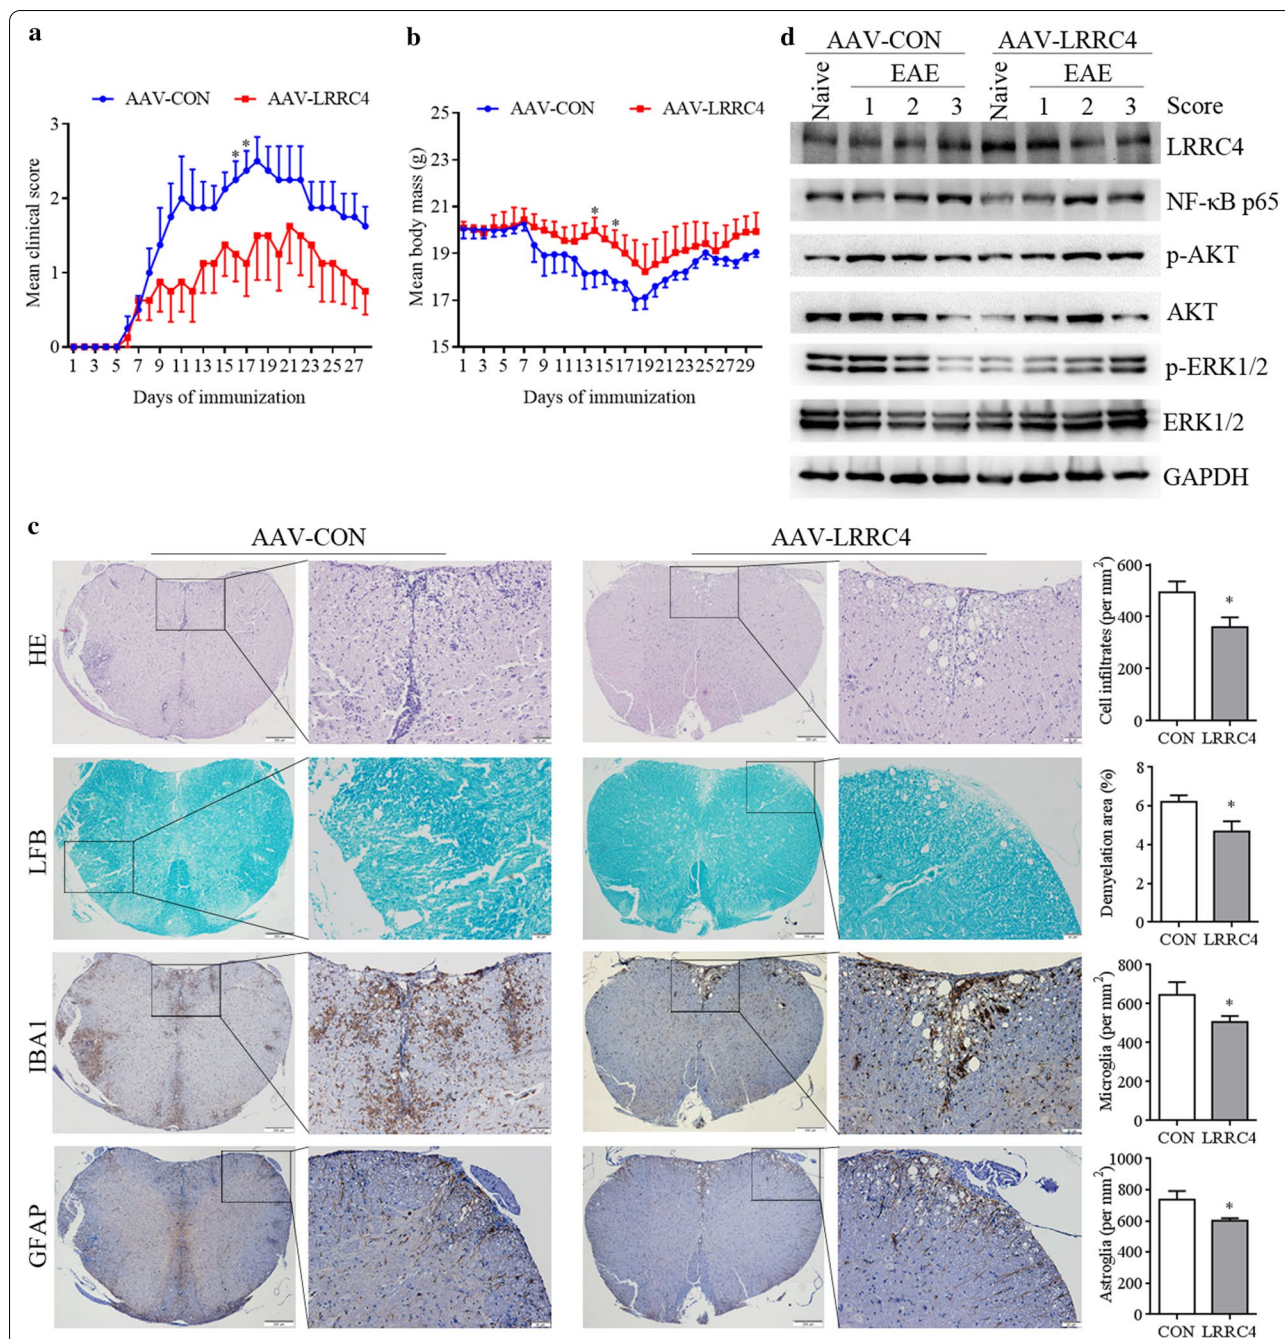 a
AAV-CON AAV-LRRC4
Mean clinical score
3
2
1
0
* *
1 3 5 7 9 11 13 15 17 19 21 23 25 27
Days of immunization
b
AAV-CON AAV-LRRC4
Mean body mass (g)
25
23
21
19
17
15
* *
1 3 5 7 9 11 13 15 17 19 21 23 25 27 29
Days of immunization
d
AAV-CON AAV-LRRC4
Naive EAE Naive EAE
1 2 3 1 2 3 Score
LRRC4
NF-κB p65
p-AKT
AKT
p-ERK1/2
ERK1/2
GAPDH
c
AAV-CON AAV-LRRC4
HE
Cell infiltrates (per mm²)
600
400
200
0
*
CON LRRC4
LFB
Demyelation area (%)
8
6
4
2
0
*
CON LRRC4
IBA1
Microglia (per mm²)
800
600
400
200
0
*
CON LRRC4
GFAP
Astroglia (per mm²)
1000
800
600
400
200
0
*
CON LRRC4